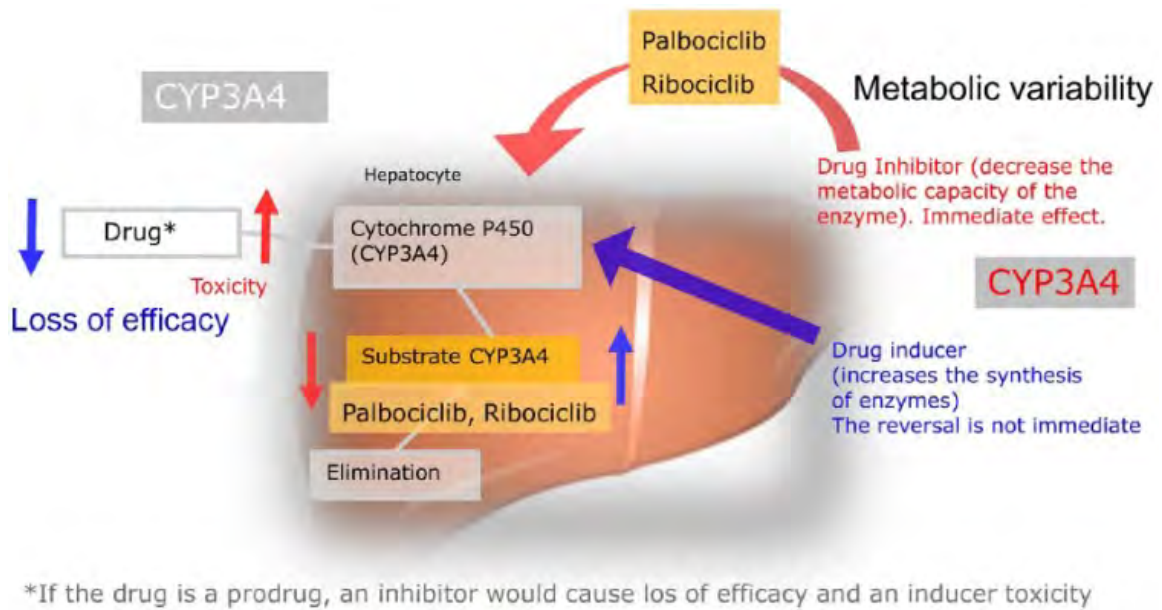 Palbociclib
Ribociclib
CYP3A4
Metabolic variability
Drug Inhibitor (decrease the
metabolic capacity of the
enzyme). Immediate effect.
Hepatocyte
Drug*
Cytochrome P450
(CYP3A4)
Toxicity
Loss of efficacy
CYP3A4
Substrate CYP3A4
Palbociclib, Ribociclib
Drug inducer
(increases the synthesis
of enzymes)
The reversal is not immediate
Elimination
*If the drug is a prodrug, an inhibitor would cause los of efficacy and an inducer toxicity